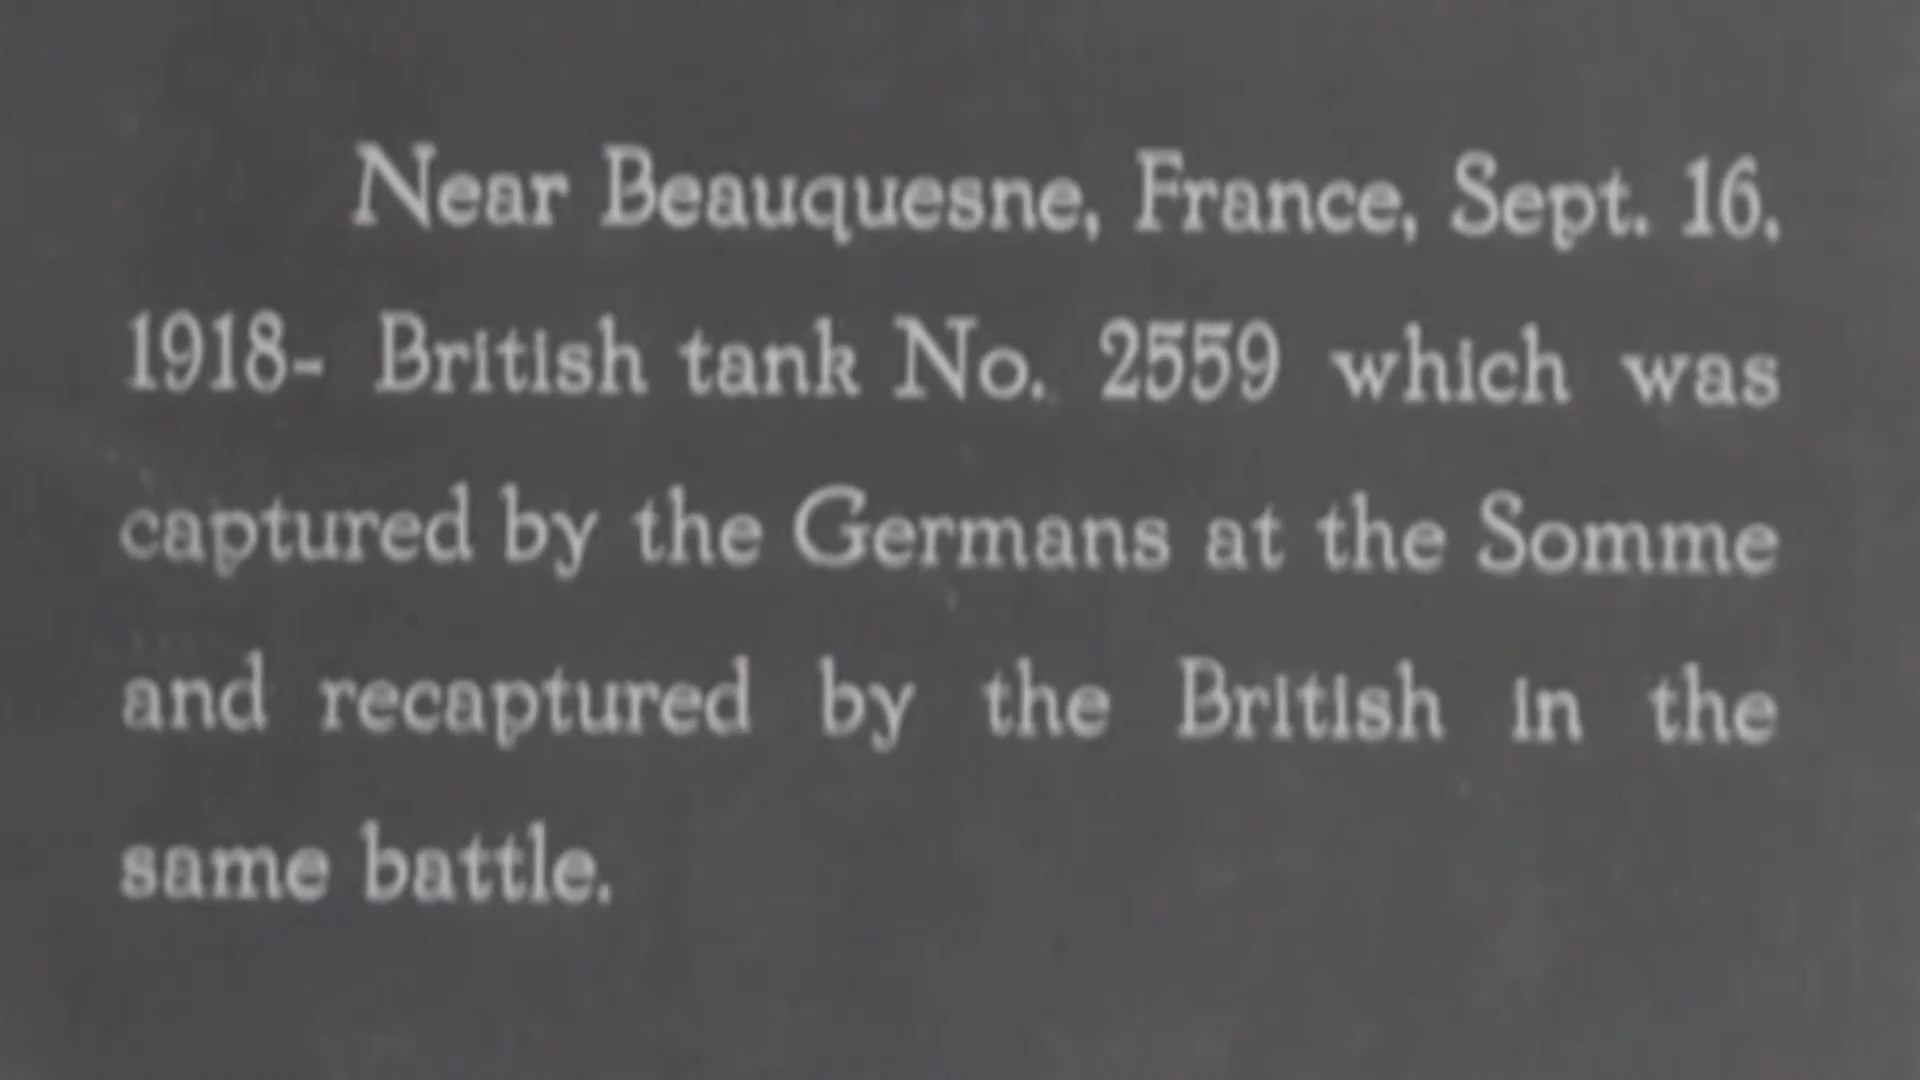 Near Beauquesne, France, Sept. 16,
1918- British tank No. 2559 which was
captured by the Germans at the Somme
and recaptured by the British in the
same battle.